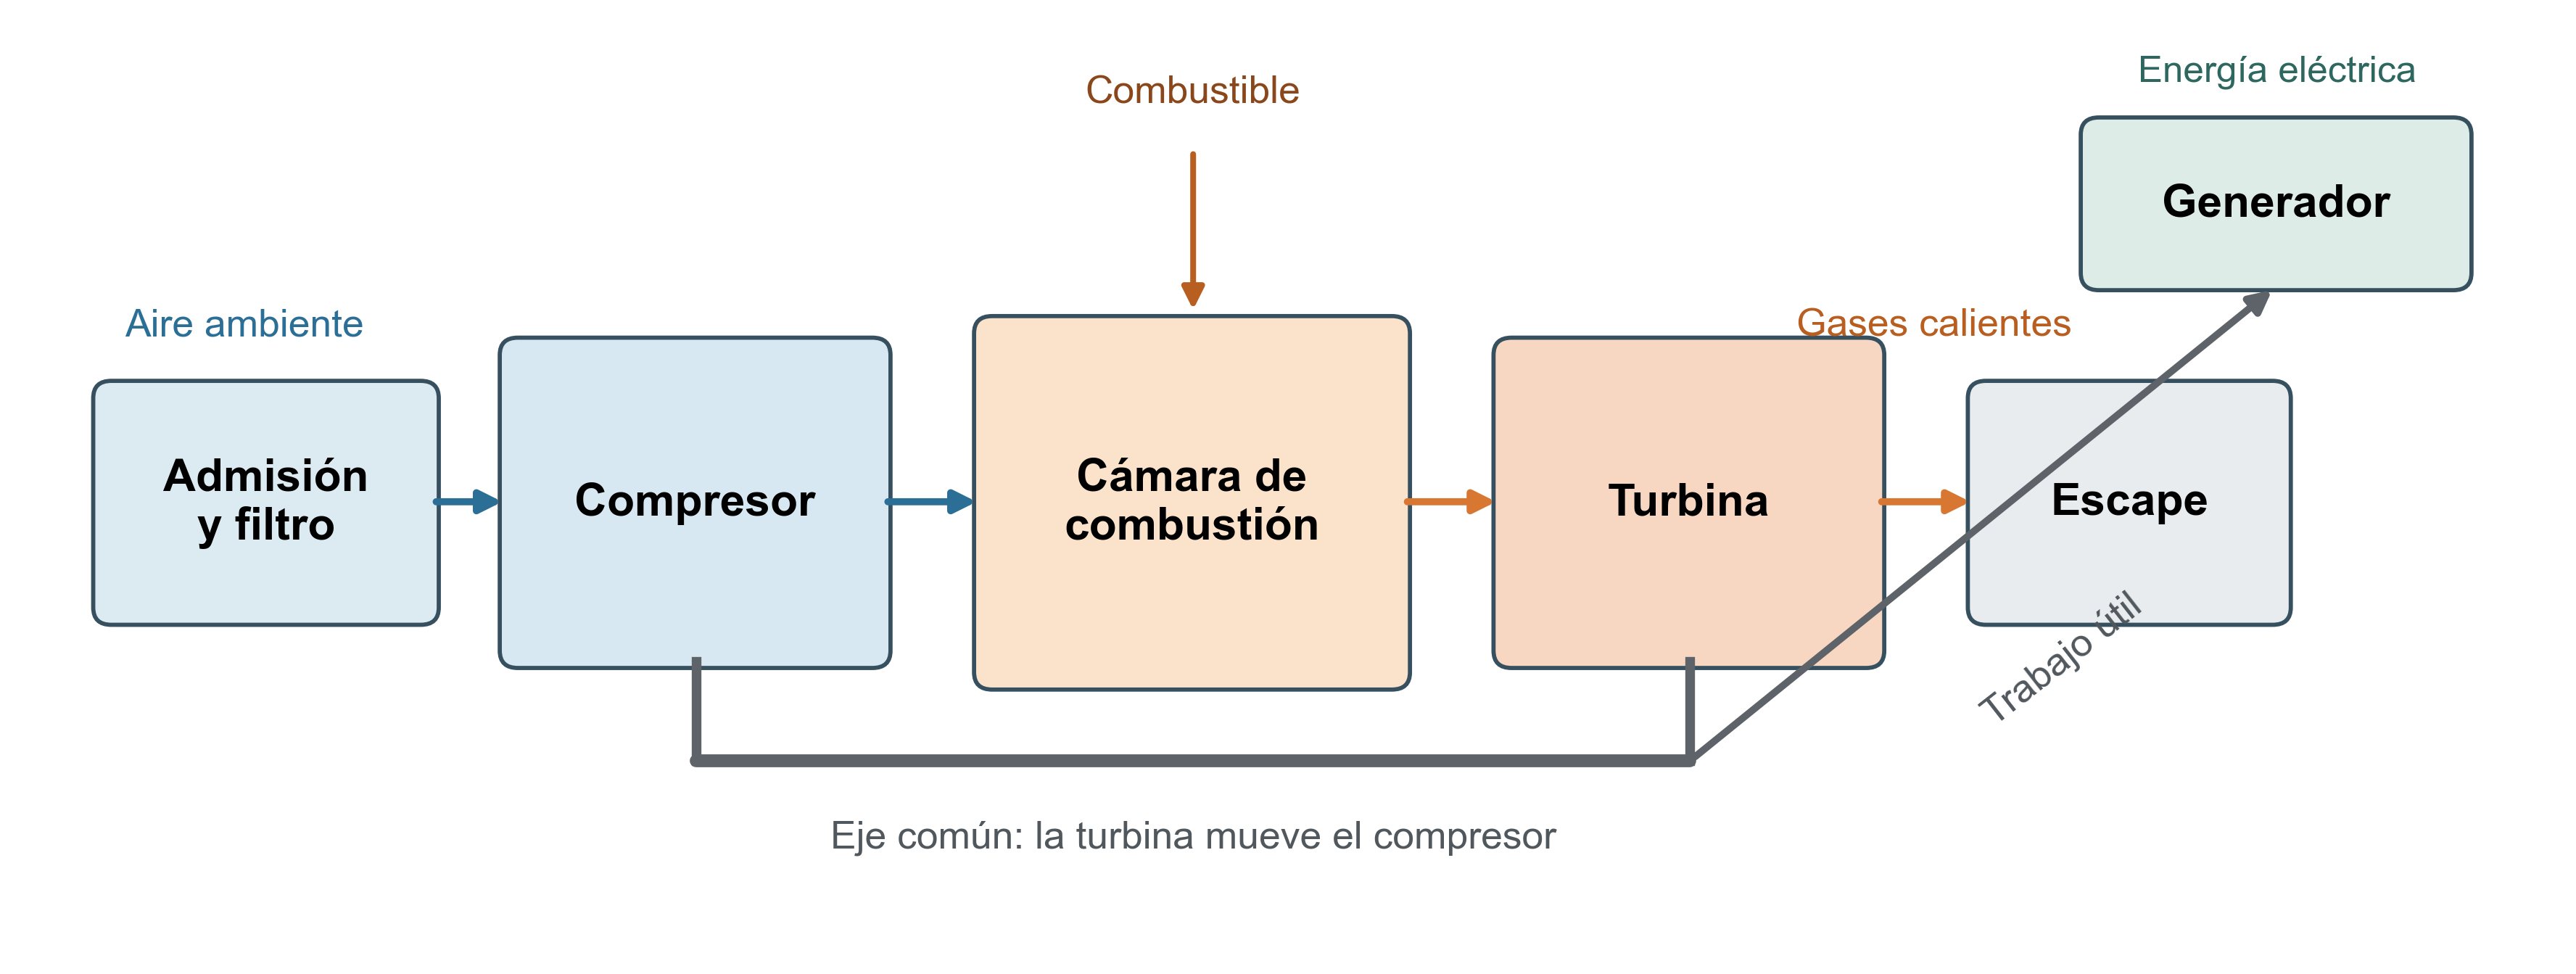 Energía eléctrica
Combustible
Generador
Aire ambiente
Gases calientes
Admisión
y filtro
Compresor
Cámara de
combustión
Turbina
Escape
Trabajo útil
Eje común: la turbina mueve el compresor